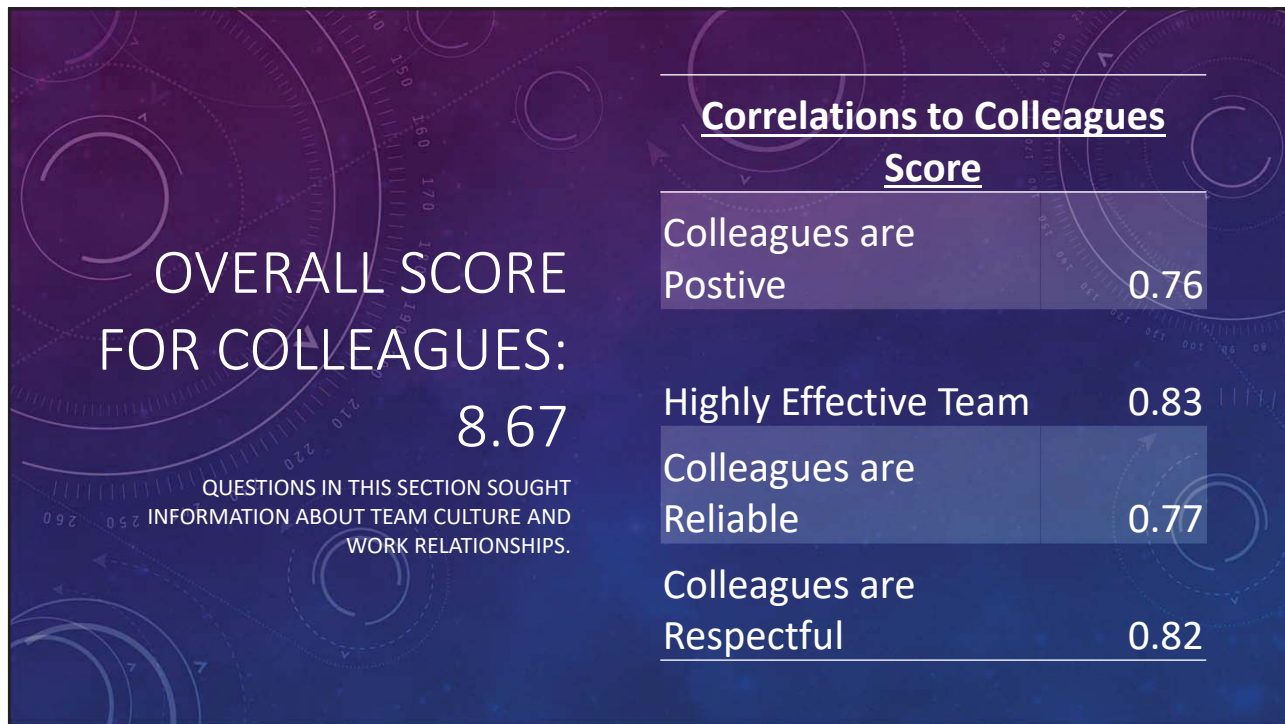 OVERALL SCORE
FOR COLLEAGUES:
8.67
QUESTIONS IN THIS SECTION SOUGHT
INFORMATION ABOUT TEAM CULTURE AND
WORK RELATIONSHIPS.
Correlations to Colleagues
Score
Colleagues are
Postive 0.76
Highly Effective Team 0.83
Colleagues are
Reliable 0.77
Colleagues are
Respectful 0.82